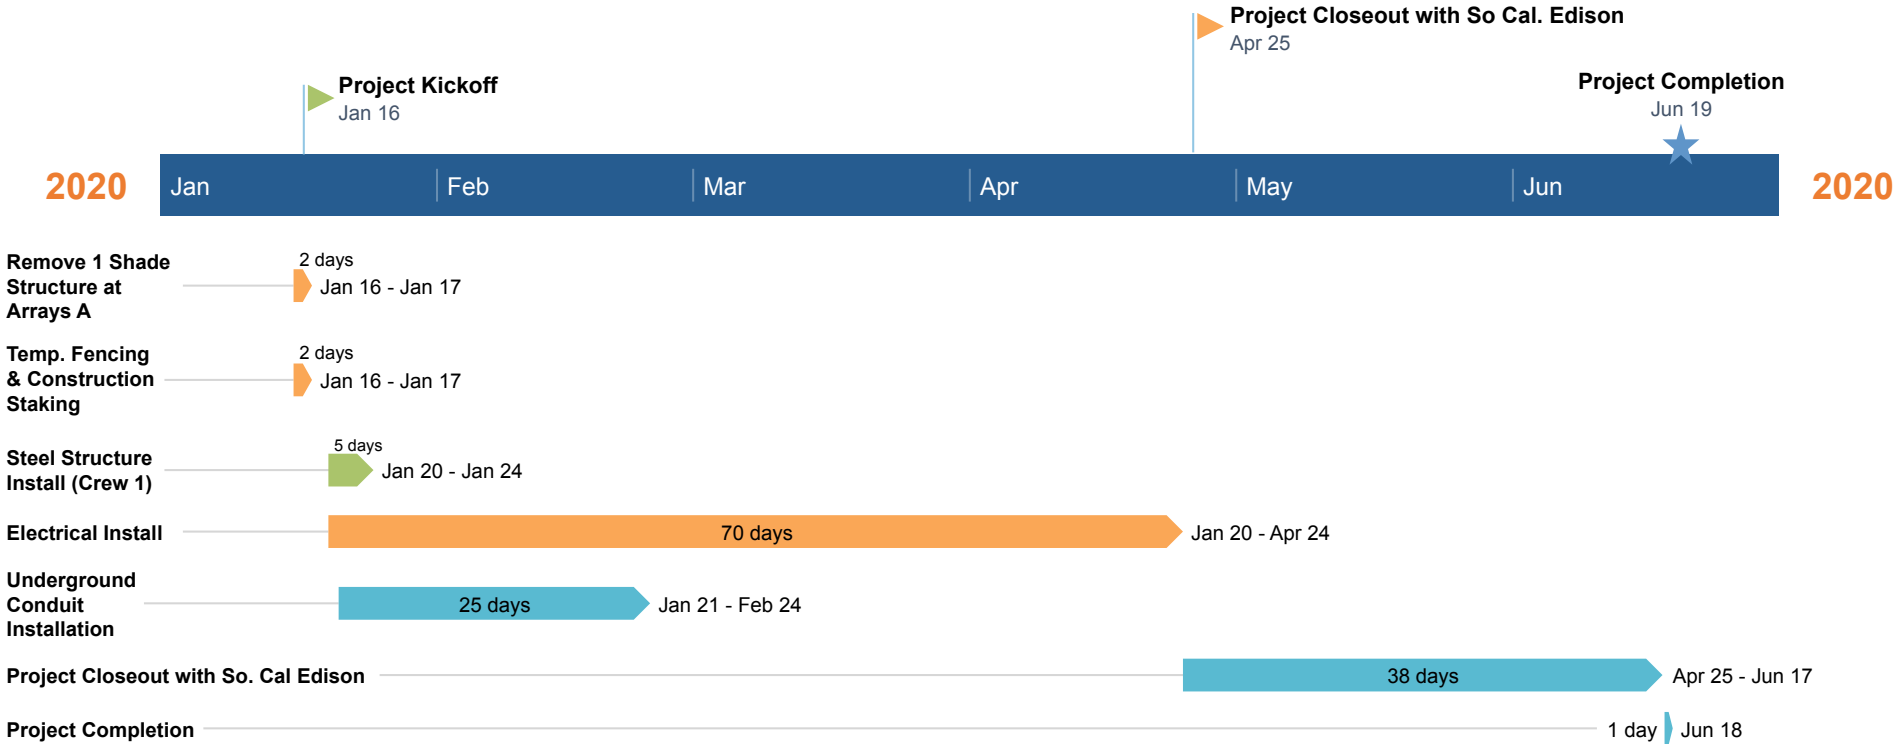 Project Closeout with So Cal. Edison
Apr 25
Project Kickoff
Jan 16
Project Completion
Jun 19
2020
Jan
Feb
Mar
Apr
May
Jun
2020
Remove 1 Shade
Structure at
Arrays A
2 days
Jan 16 - Jan 17
Temp. Fencing
& Construction
Staking
2 days
Jan 16 - Jan 17
Steel Structure
Install (Crew 1)
5 days
Jan 20 - Jan 24
Electrical Install
70 days
Jan 20 - Apr 24
Underground
Conduit
Installation
25 days
Jan 21 - Feb 24
Project Closeout with So. Cal Edison
38 days
Apr 25 - Jun 17
Project Completion
1 day
Jun 18